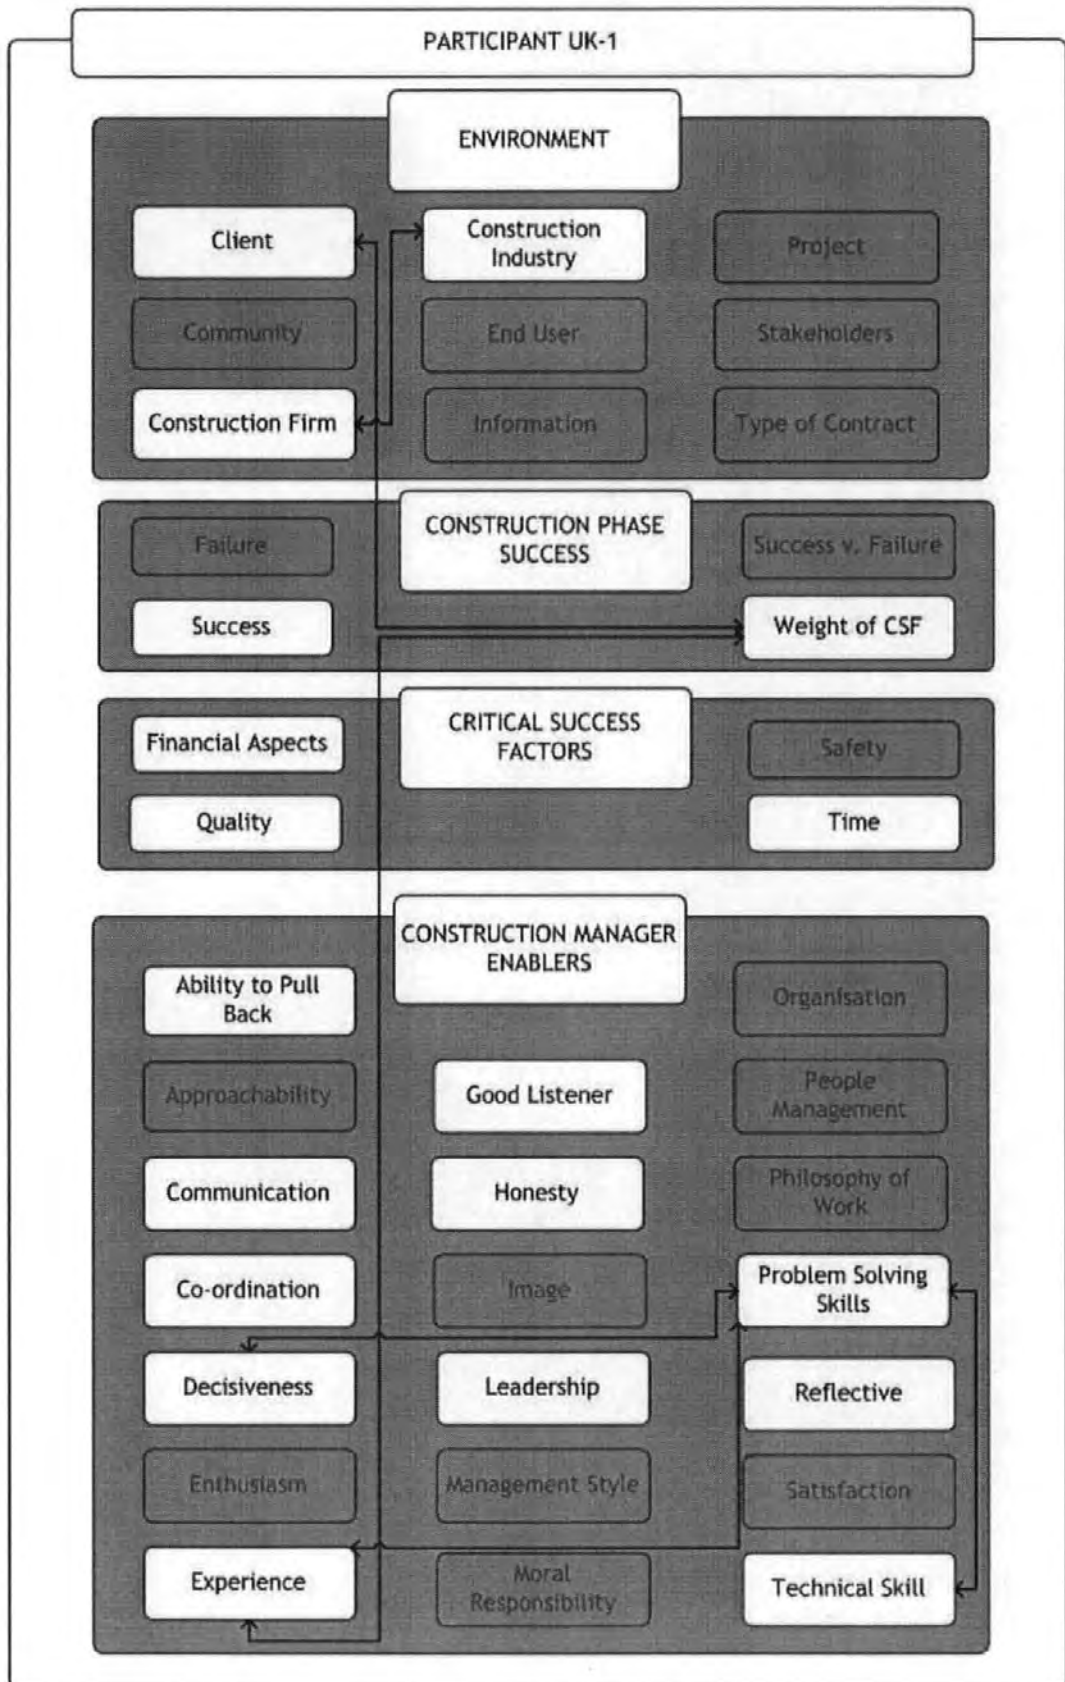 PARTICIPANT UK-1
ENVIRONMENT
Client
Construction
Industry
Project
Community
End User
Stakeholders
Construction Firm
Information
Type of Contract
CONSTRUCTION PHASE
SUCCESS
Failure
Success v. Failure
Success
Weight of CSF
CRITICAL SUCCESS
FACTORS
Financial Aspects
Safety
Quality
Time
CONSTRUCTION MANAGER
ENABLERS
Ability to Pull
Back
Organisation
Approachability
Good Listener
People
Management
Communication
Honesty
Philosophy of
Work
Co-ordination
Image
Problem Solving
Skills
Decisiveness
Leadership
Reflective
Enthusiasm
Management Style
Satisfaction
Experience
Moral
Responsibility
Technical Skill